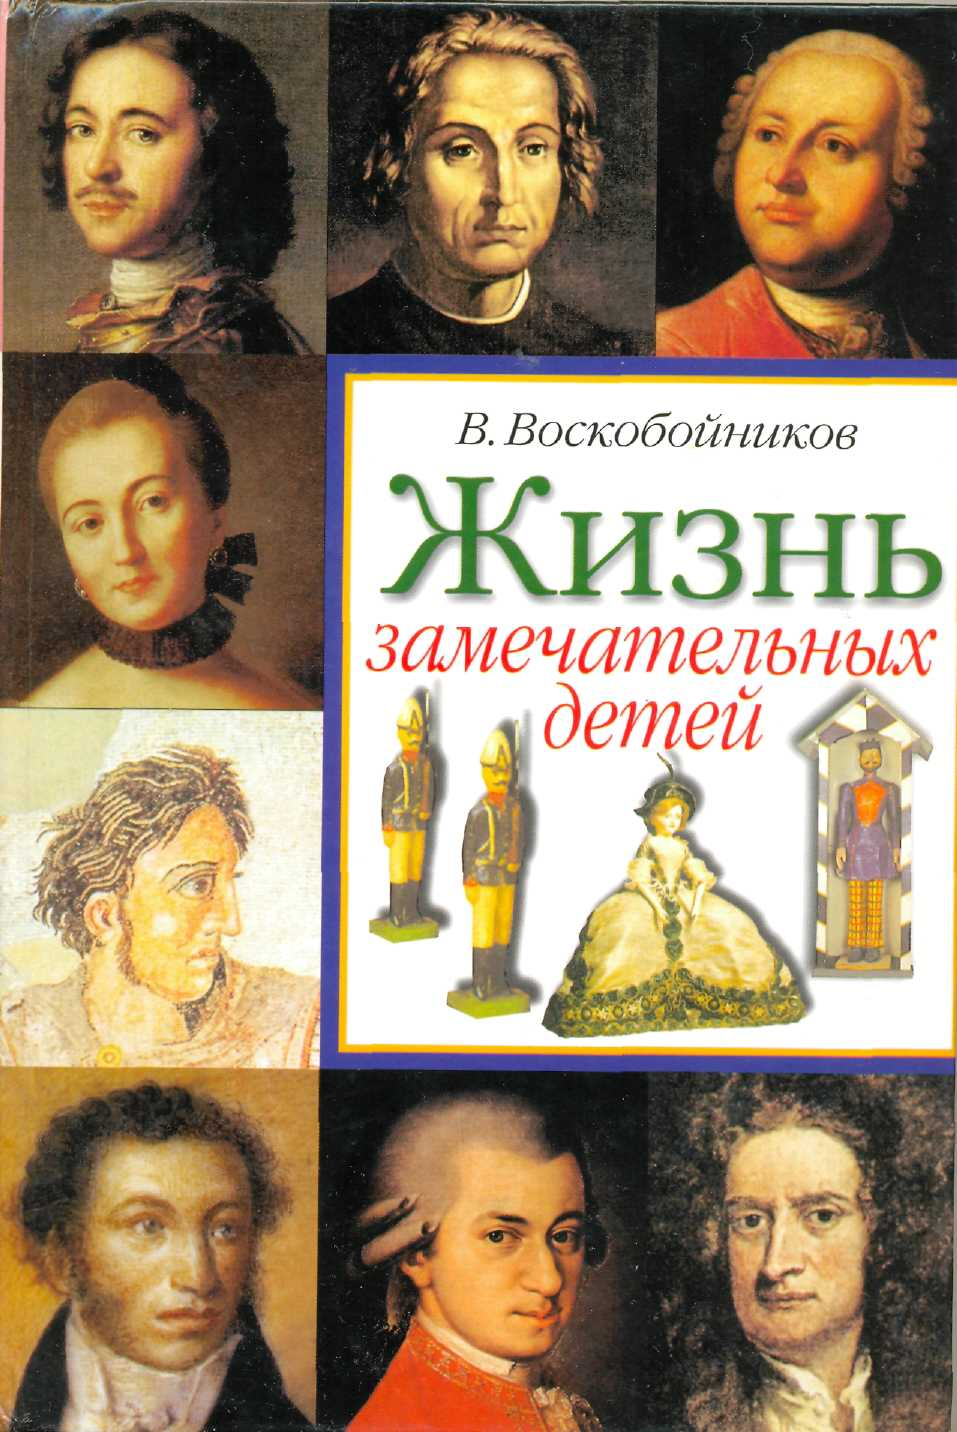 В. Воскобойников
Жизнь
замечательных
детей